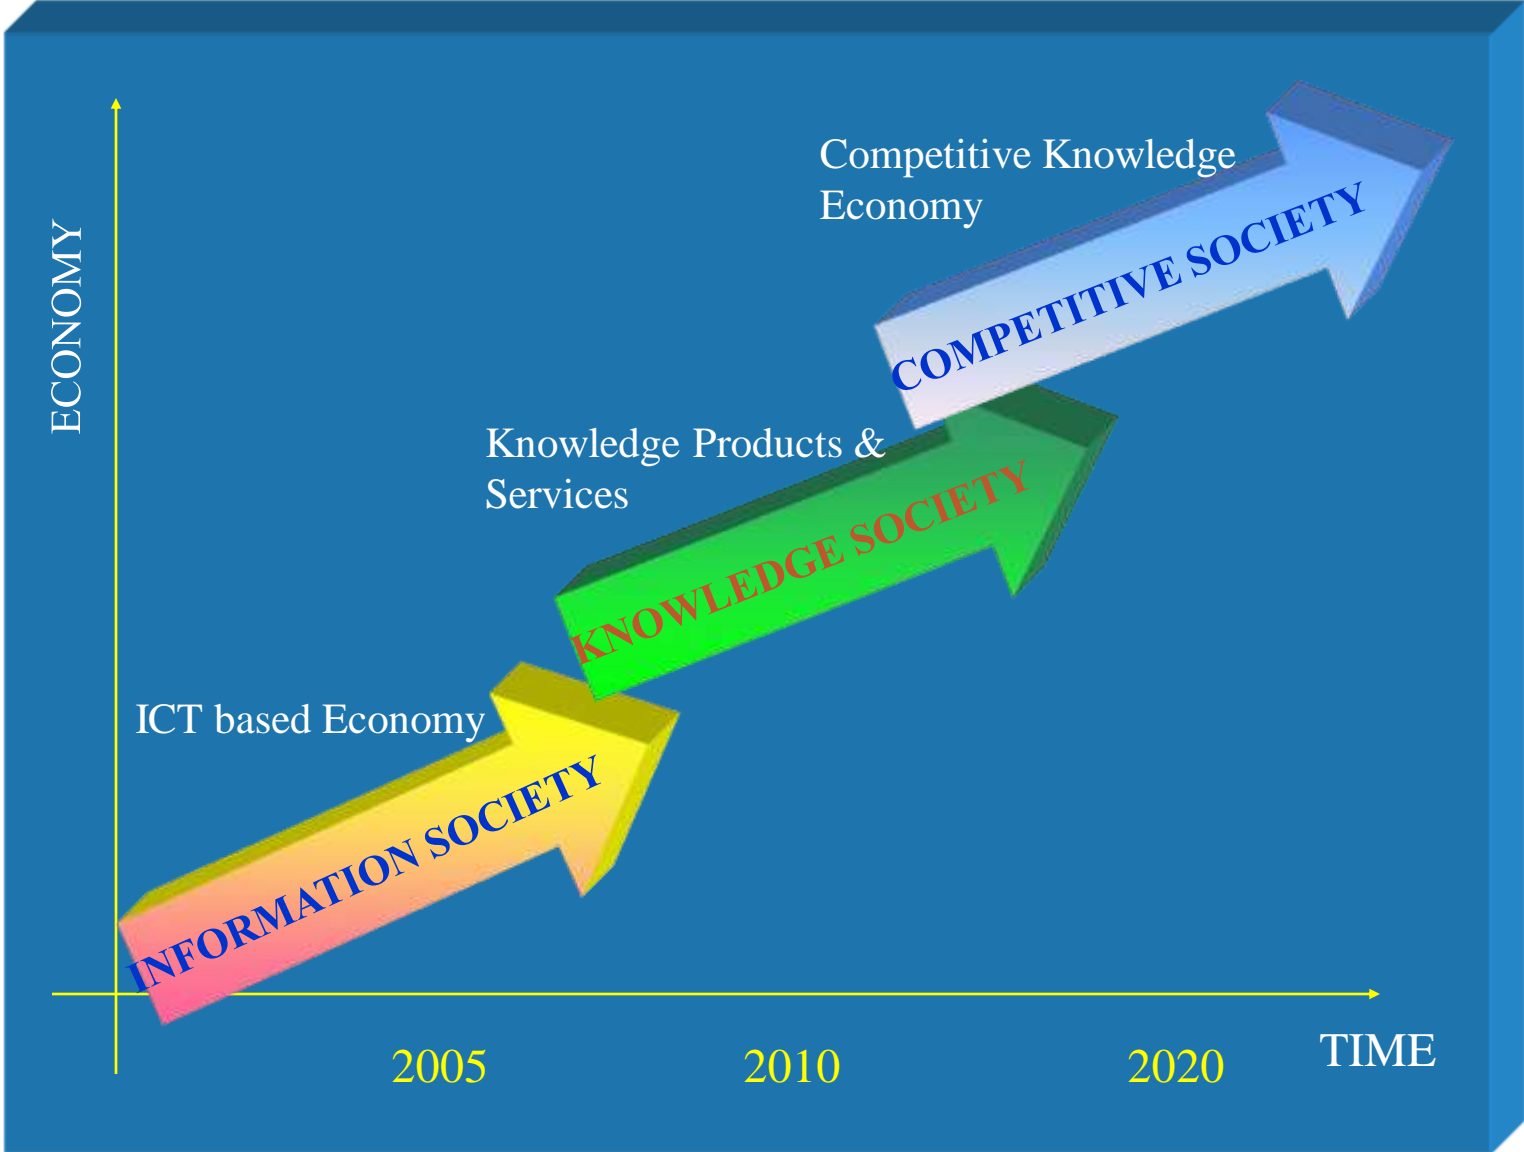 Competitive Knowledge
Economy
COMPETITIVE SOCIETY
ECONOMY
Knowledge Products &
Services
KNOWLEDGE SOCIETY
ICT based Economy
INFORMATION SOCIETY
2005
2010
2020
TIME